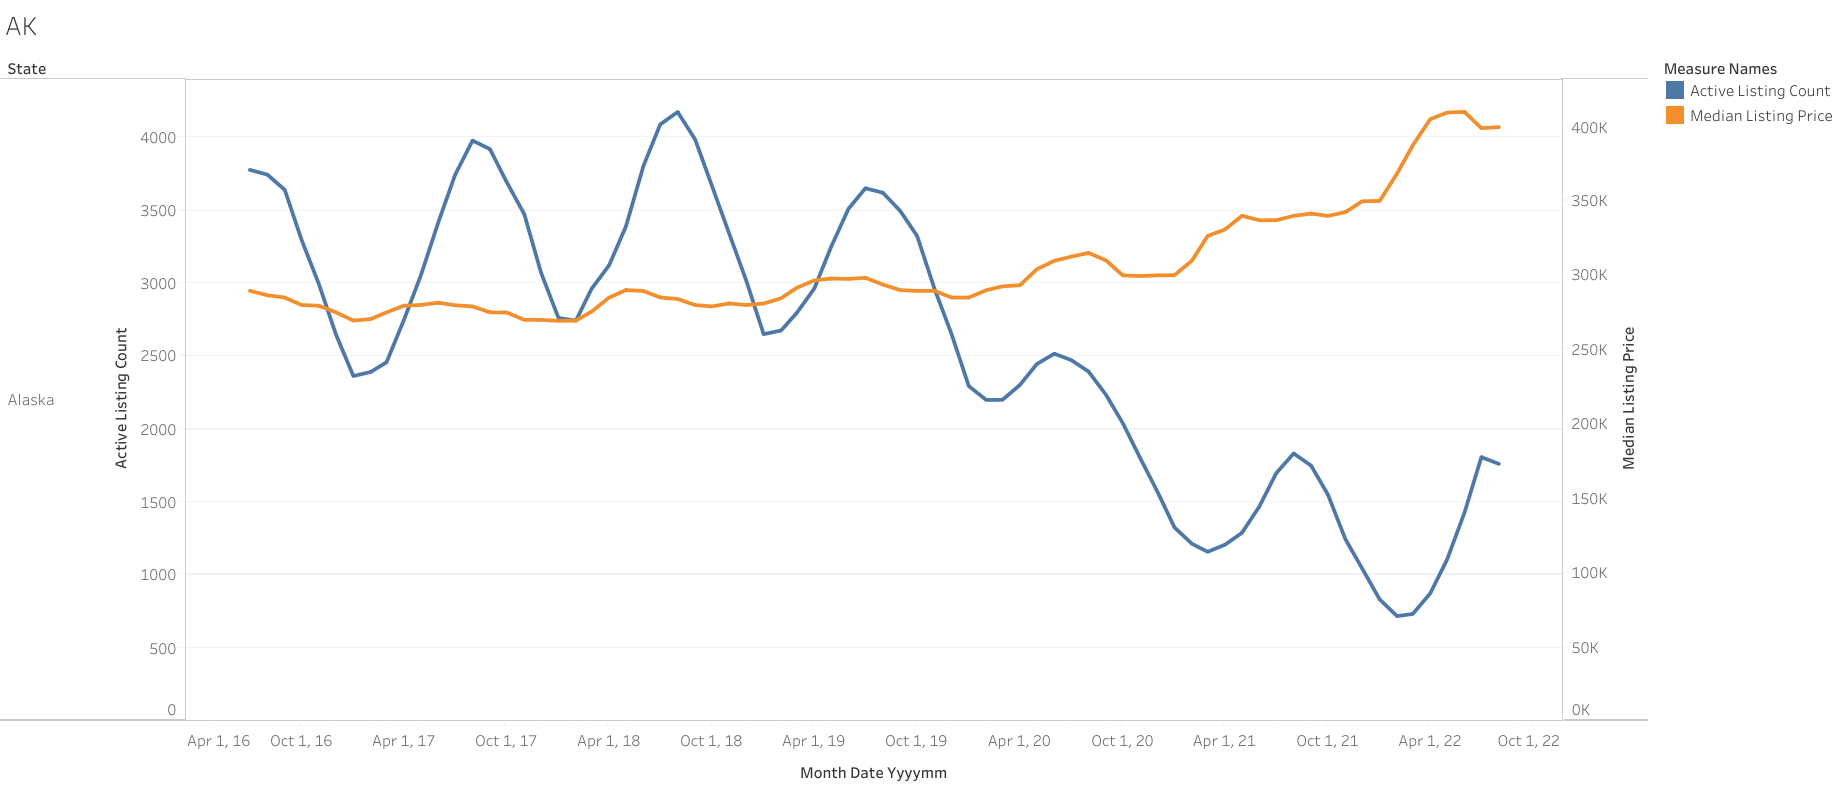 AK
State
Measure Names
Active Listing Count
Median Listing Price
Alaska
Active Listing Count
4000
3500
3000
2500
2000
1500
1000
500
0
400K
350K
300K
250K
200K
150K
100K
50K
0K
Median Listing Price
Apr 1, 16 Oct 1, 16 Apr 1, 17 Oct 1, 17 Apr 1, 18 Oct 1, 18 Apr 1, 19 Oct 1, 19 Apr 1, 20 Oct 1, 20 Apr 1, 21 Oct 1, 21 Apr 1, 22 Oct 1, 22
Month Date Yyyymm